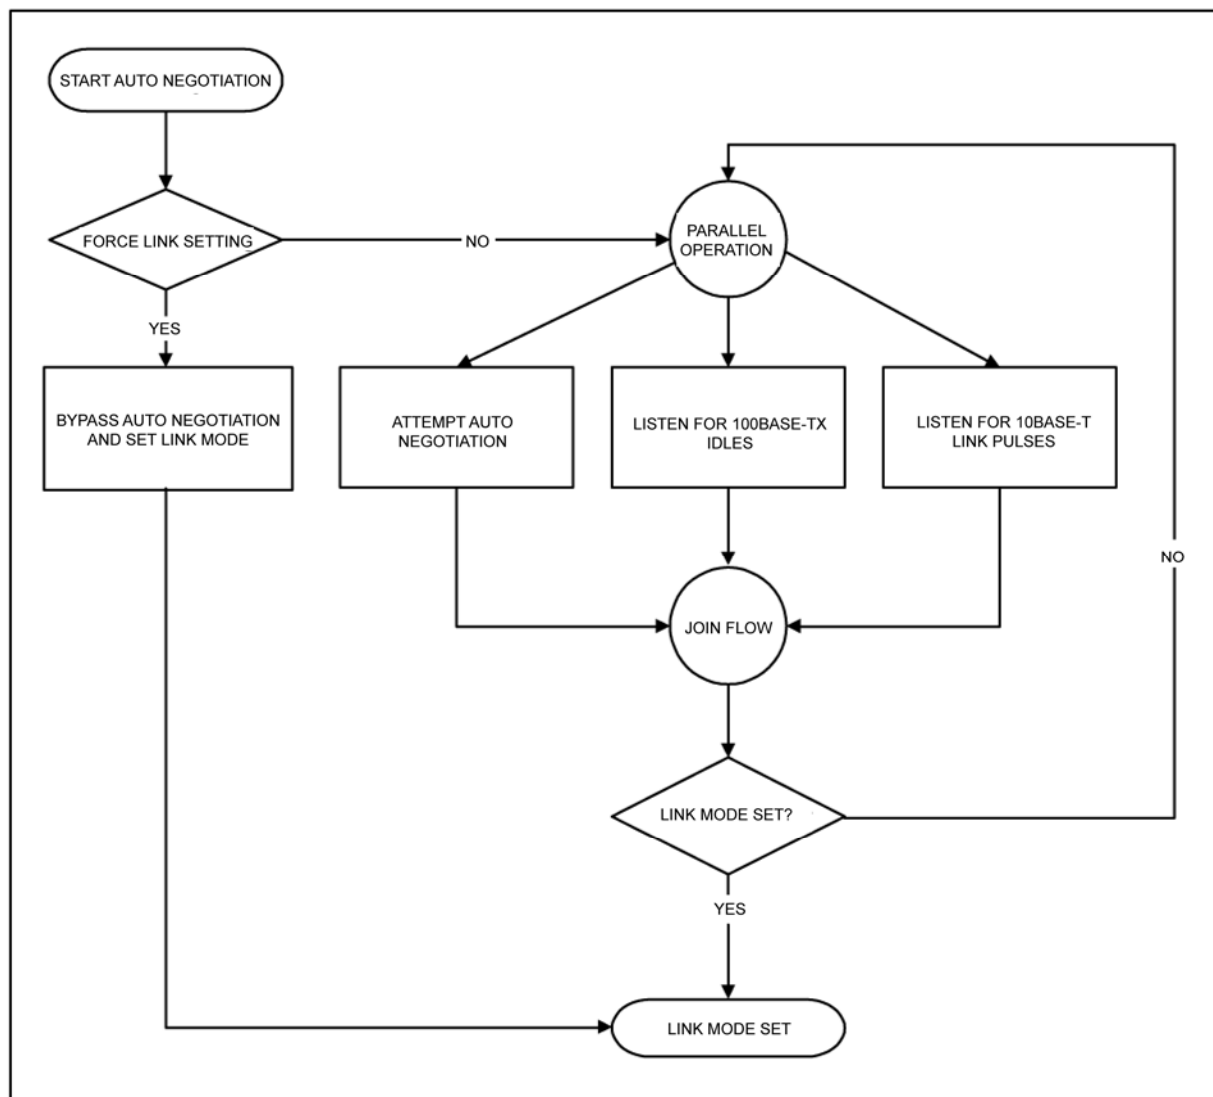 START AUTO NEGOTIATION
FORCE LINK SETTING
NO
PARALLEL
OPERATION
YES
BYPASS AUTO NEGOTIATION
AND SET LINK MODE
ATTEMPT AUTO
NEGOTIATION
LISTEN FOR 100BASE-TX
IDLES
LISTEN FOR 10BASE-T
LINK PULSES
NO
JOIN FLOW
LINK MODE SET?
YES
LINK MODE SET